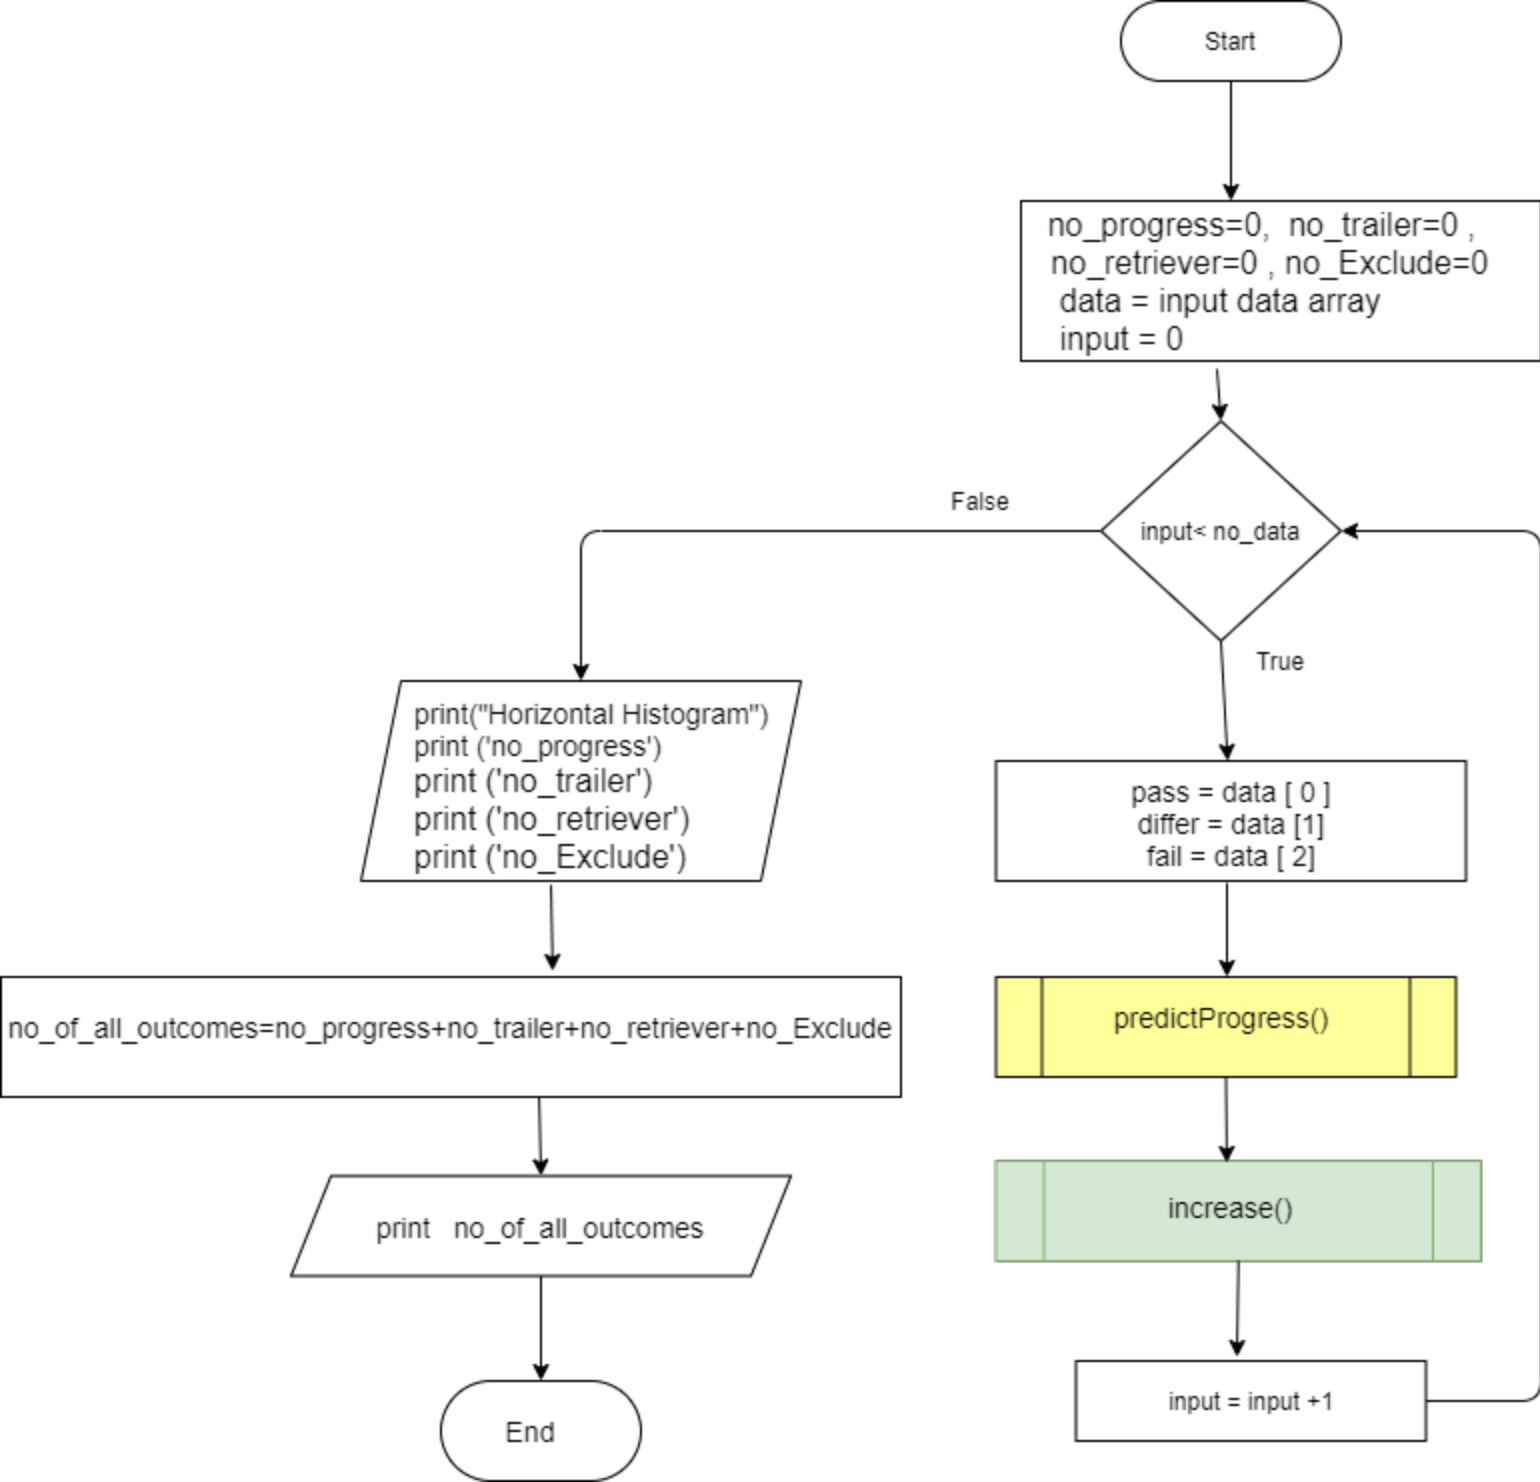 Start
no_progress=0, no_trailer=0 ,
no_retriever=0 , no_Exclude=0
data = input data array
input = 0
input< no_data
False
True
print("Horizontal Histogram")
print ('no_progress')
print ('no_trailer')
print ('no_retriever')
print ('no_Exclude')
pass = data [ 0 ]
differ = data [1]
fail = data [ 2]
no_of_all_outcomes=no_progress+no_trailer+no_retriever+no_Exclude
predictProgress()
print no_of_all_outcomes
increase()
End
input = input +1